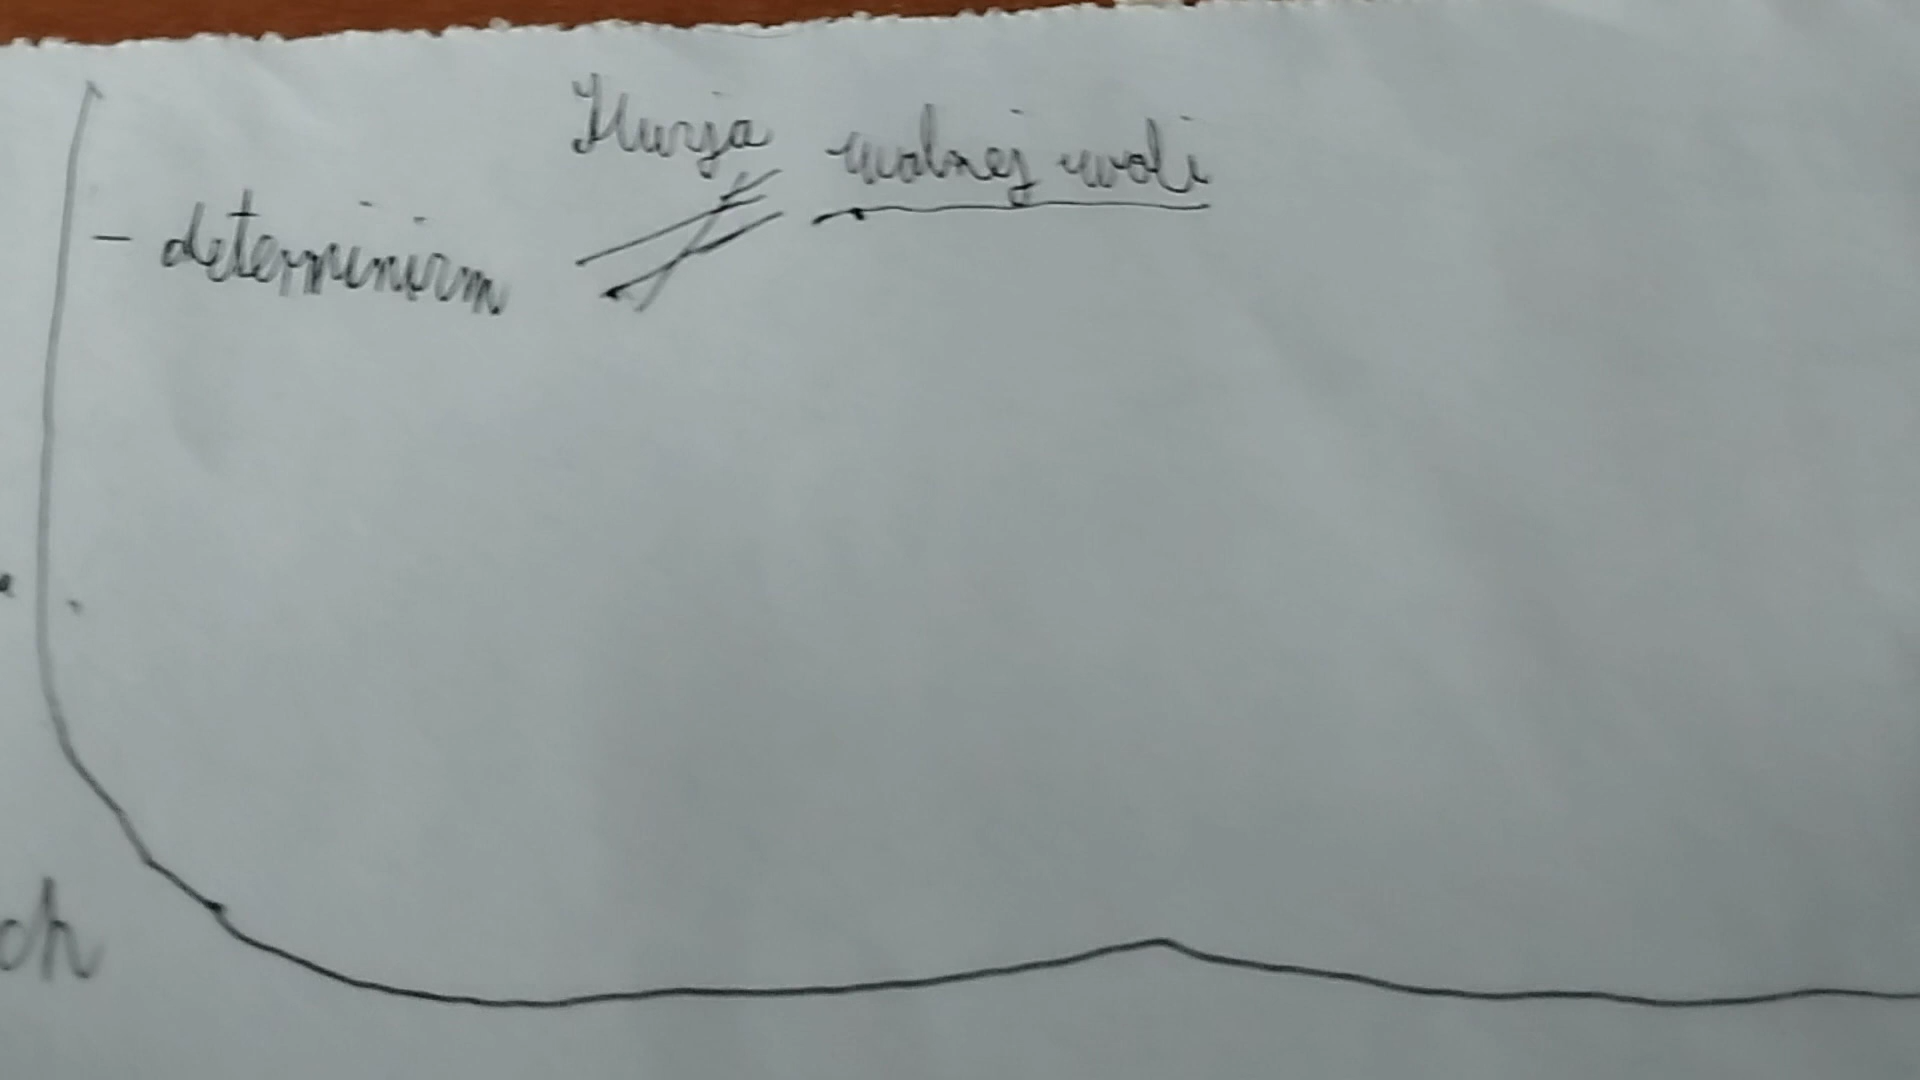 Iluzja wolnej woli
- determinizm
ch